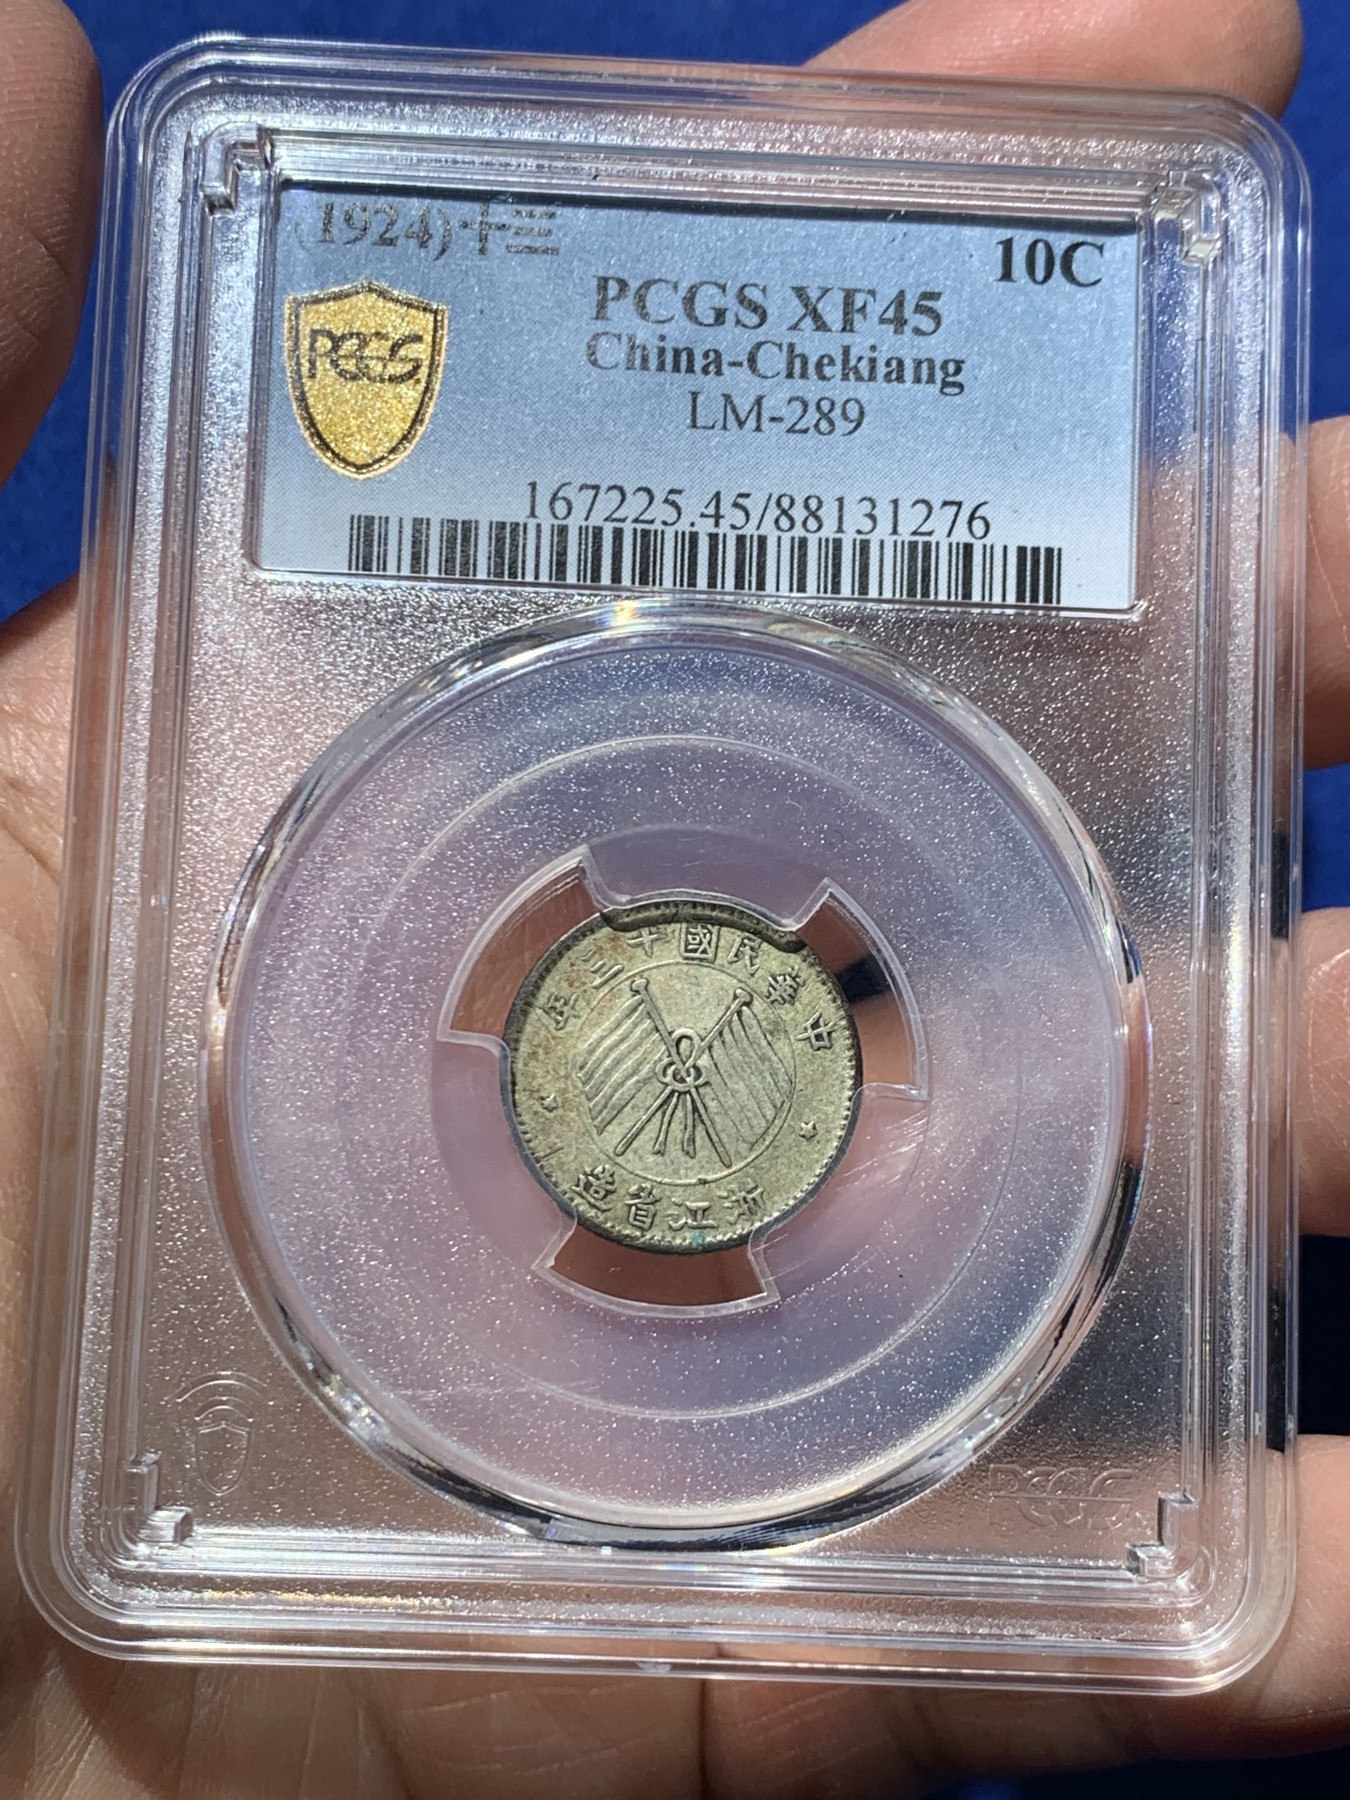 (1924)十三
10C
PCGS XF45
China-Chekiang
LM-289
PCGS
167225.45/88131276
中華民國十三年
浙江省造
PCGS